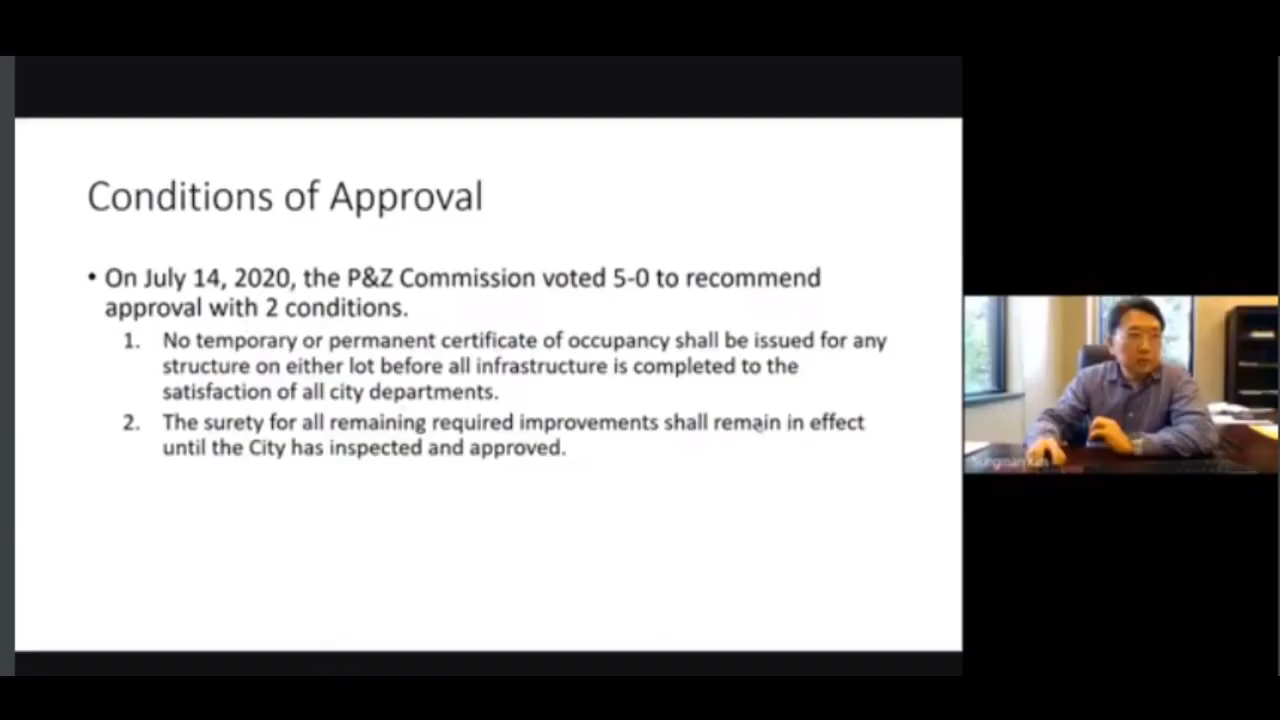 Conditions of Approval
• On July 14, 2020, the P&Z Commission voted 5-0 to recommend
approval with 2 conditions.
1. No temporary or permanent certificate of occupancy shall be issued for any
structure on either lot before all infrastructure is completed to the
satisfaction of all city departments.
2. The surety for all remaining required improvements shall remain in effect
until the City has inspected and approved.